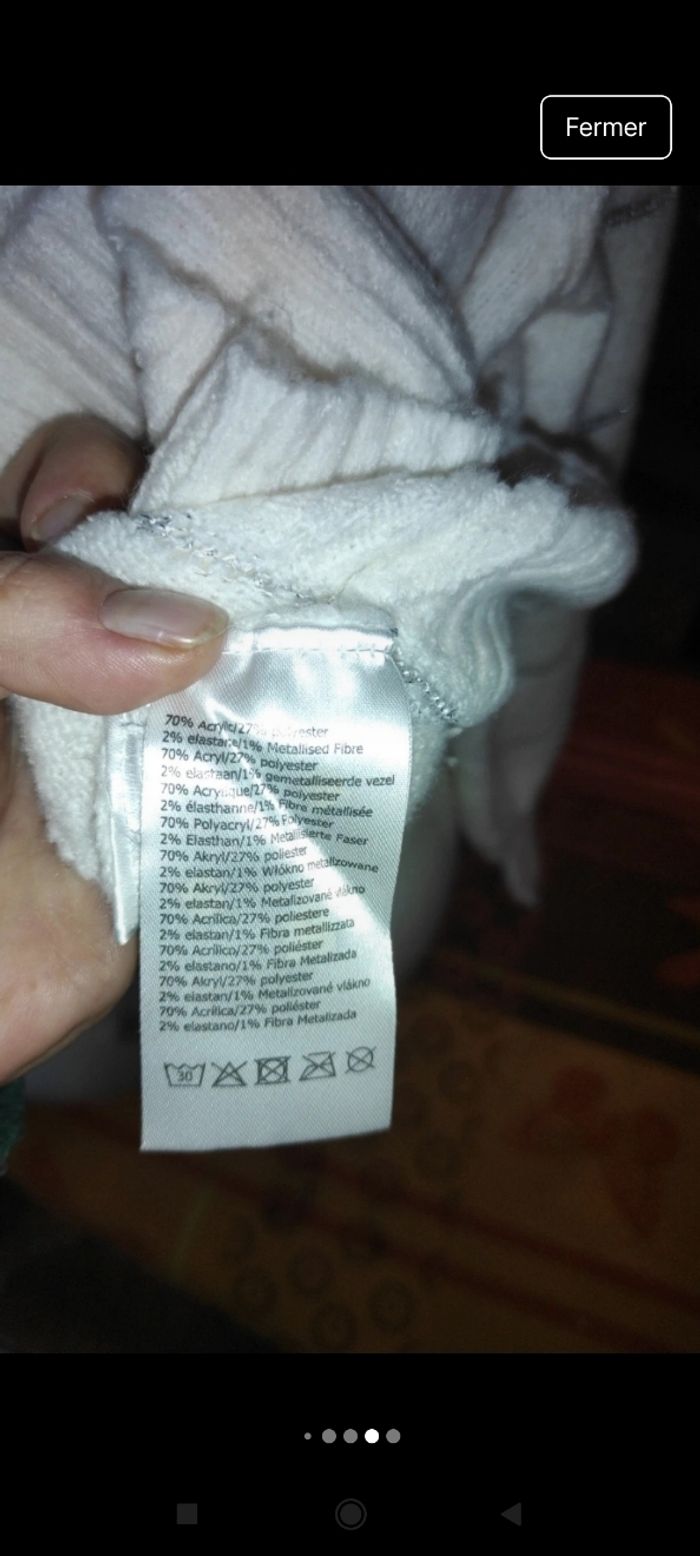 Fermer
70% Acrylic/27% polyester
2% elastane/1% Metallised Fibre
70% Acryl/27% polyester
2% elastaan/1% gemetalliseerde vezel
70% Acrylique/27% polyester
2% élasthanne/1% Fibre métallisée
70% Polyacryl/27% Polyester
2% Elasthan/1% Metallisierte Faser
70% Akryl/27% poliester
2% elastan/1% Włókno metalizowane
70% Akryl/27% polyester
2% elastan/1% Metalizované vlákno
70% Acrilica/27% poliestere
2% elastan/1% Fibra metallizzata
70% Acrílico/27% poliéster
2% elastano/1% Fibra Metalizada
70% Akryl/27% polyester
2% elastan/1% Metalizované vlákno
70% Acrílica/27% poliéster
2% elastano/1% Fibra Metalizada
30